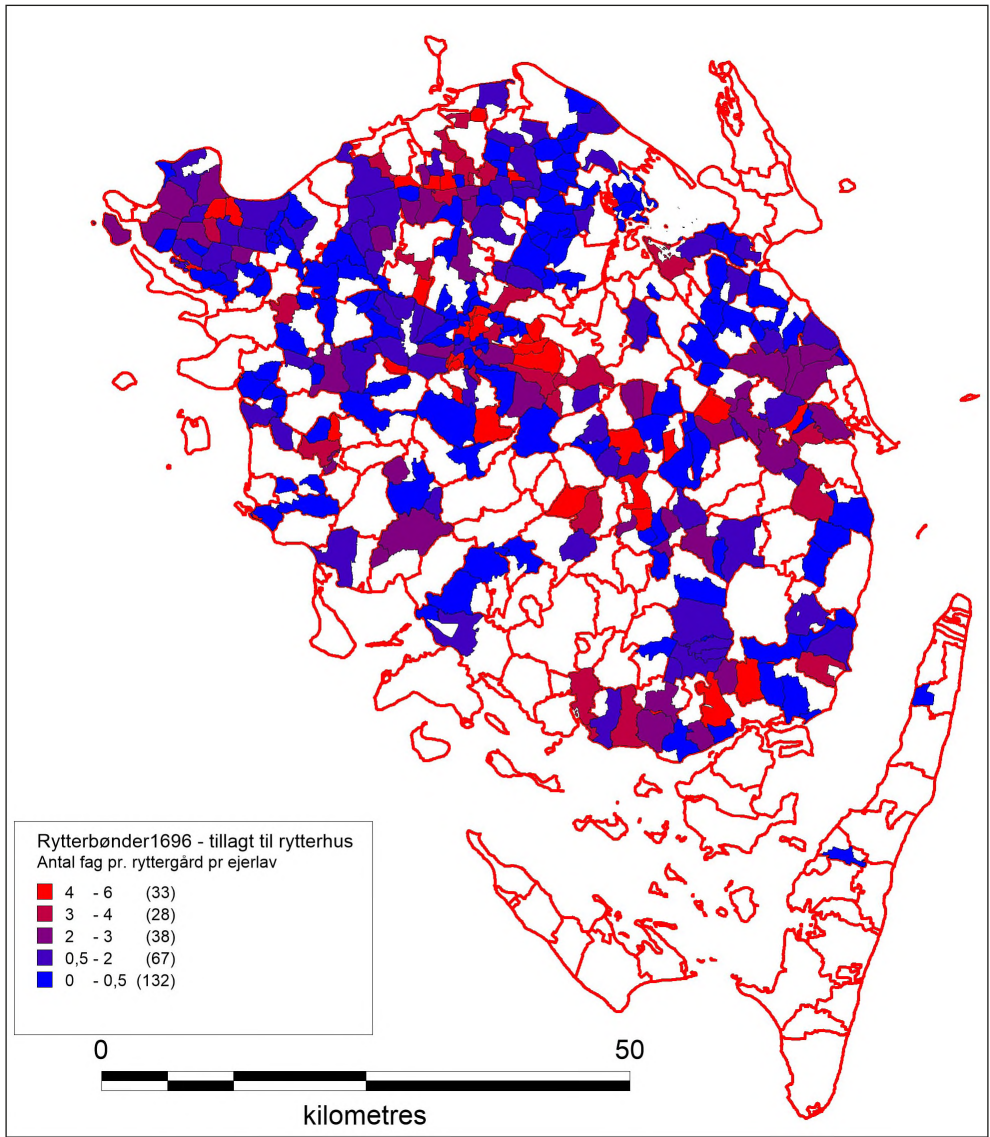 Rytterbønder1696 - tillagt til rytterhus
Antal fag pr. ryttergård pr ejerlav
4 - 6 (33)
3 - 4 (28)
2 - 3 (38)
0,5 - 2 (67)
0 - 0,5 (132)
0 50
kilometres